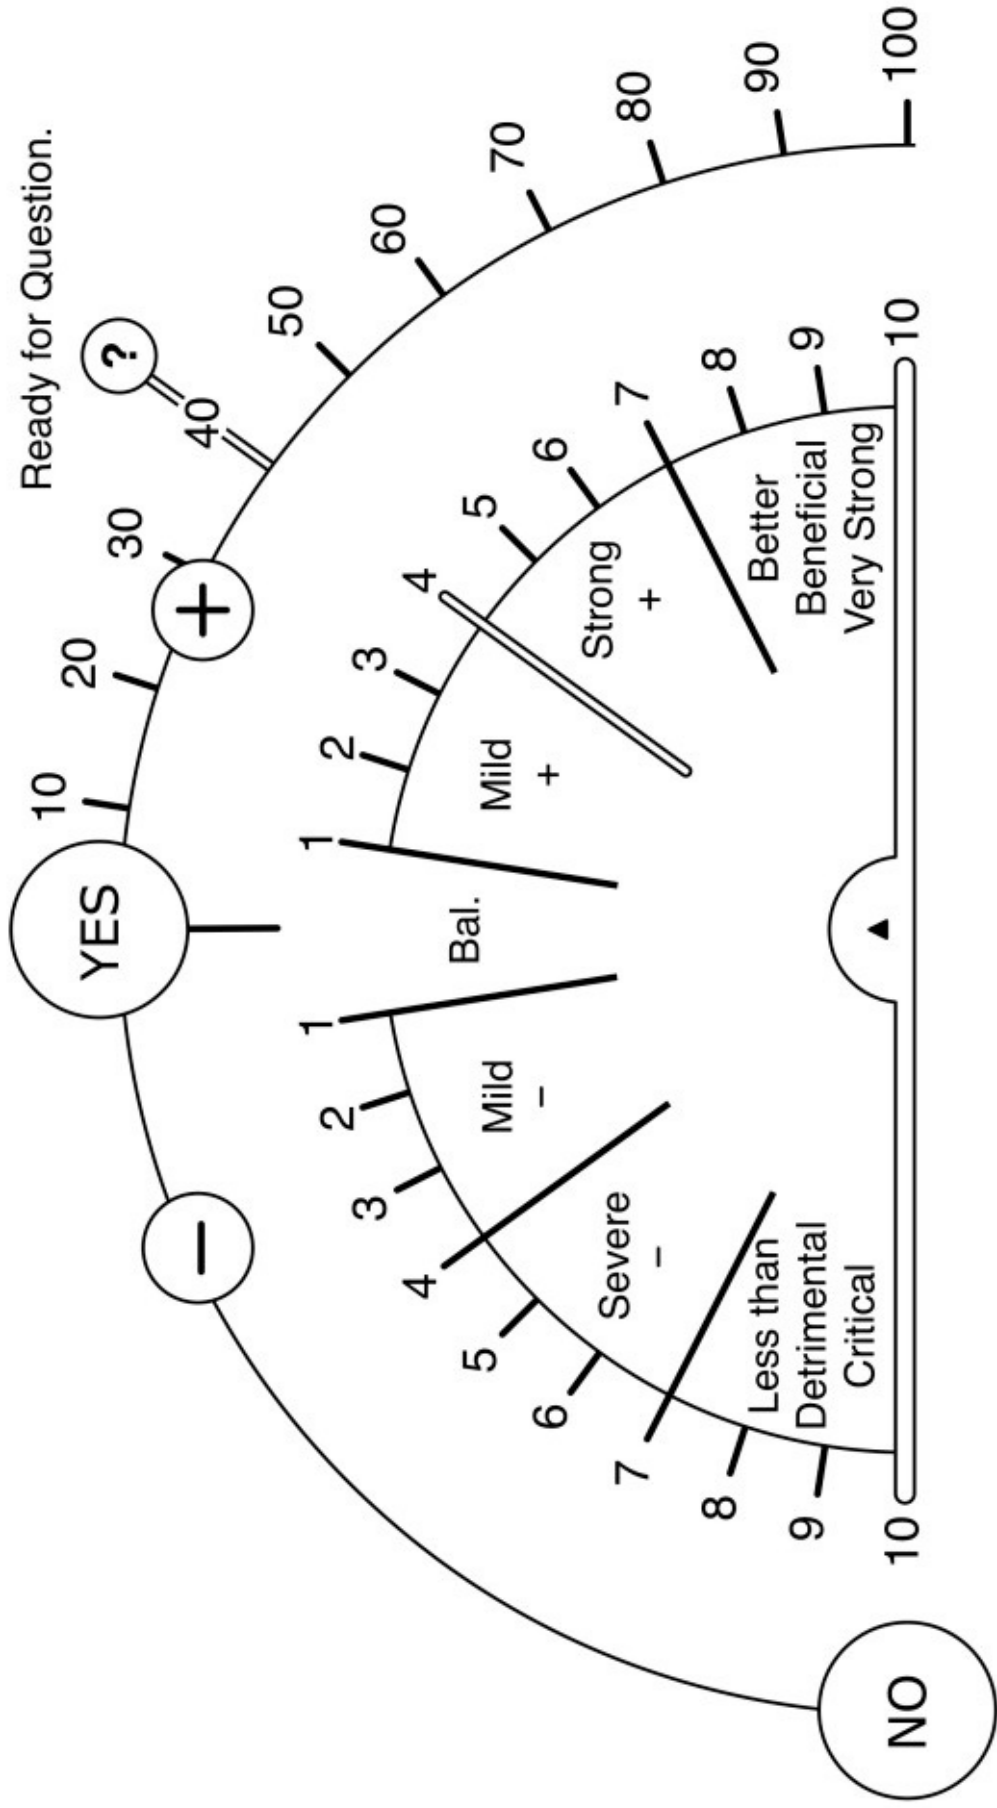 Ready for Question.
?
YES
+
−
NO
10
20
30
40
50
60
70
80
90
100
10
9
8
7
6
5
4
3
2
1
1
2
3
4
5
6
7
8
9
10
Less than
Detrimental
Critical
Severe
−
Mild
−
Bal.
Mild
+
Strong
+
Better
Beneficial
Very Strong